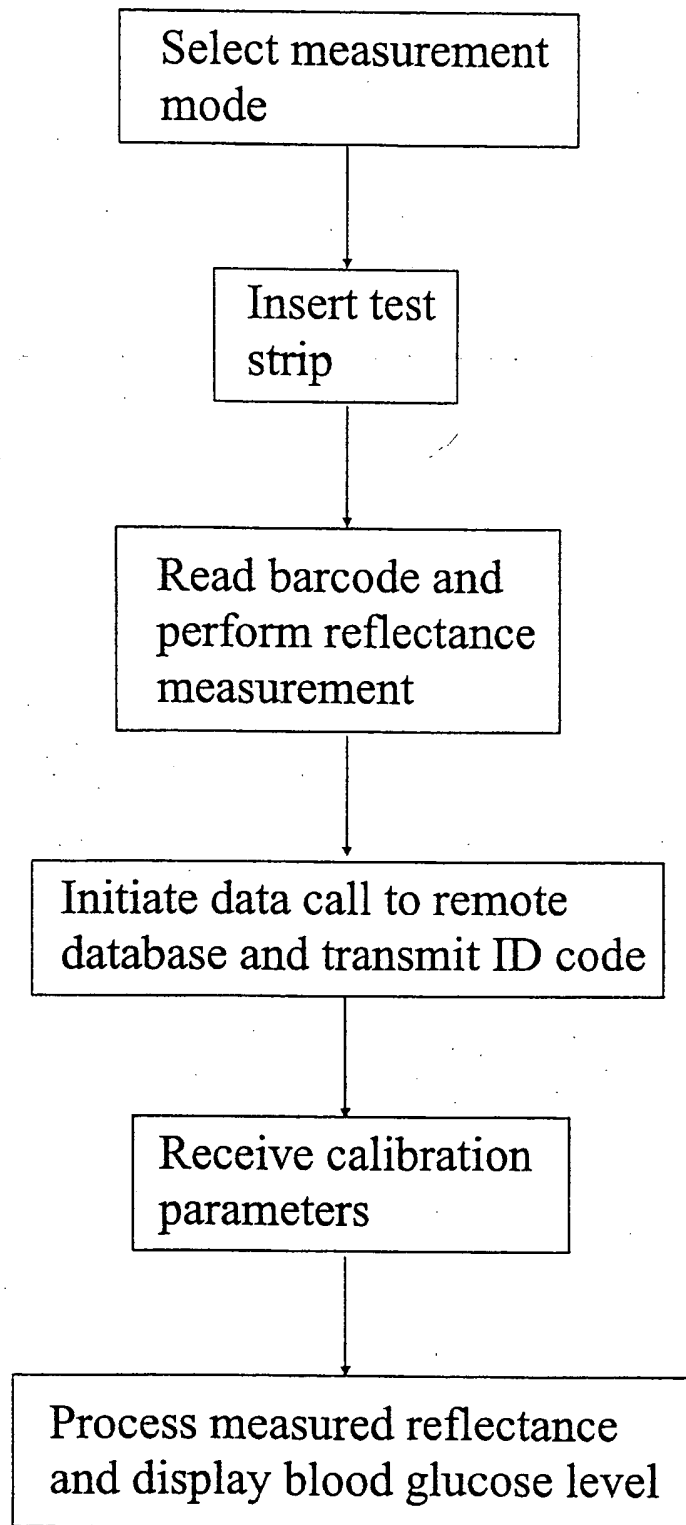 Select measurement
mode
Insert test
strip
Read barcode and
perform reflectance
measurement
Initiate data call to remote
database and transmit ID code
Receive calibration
parameters
Process measured reflectance
and display blood glucose level